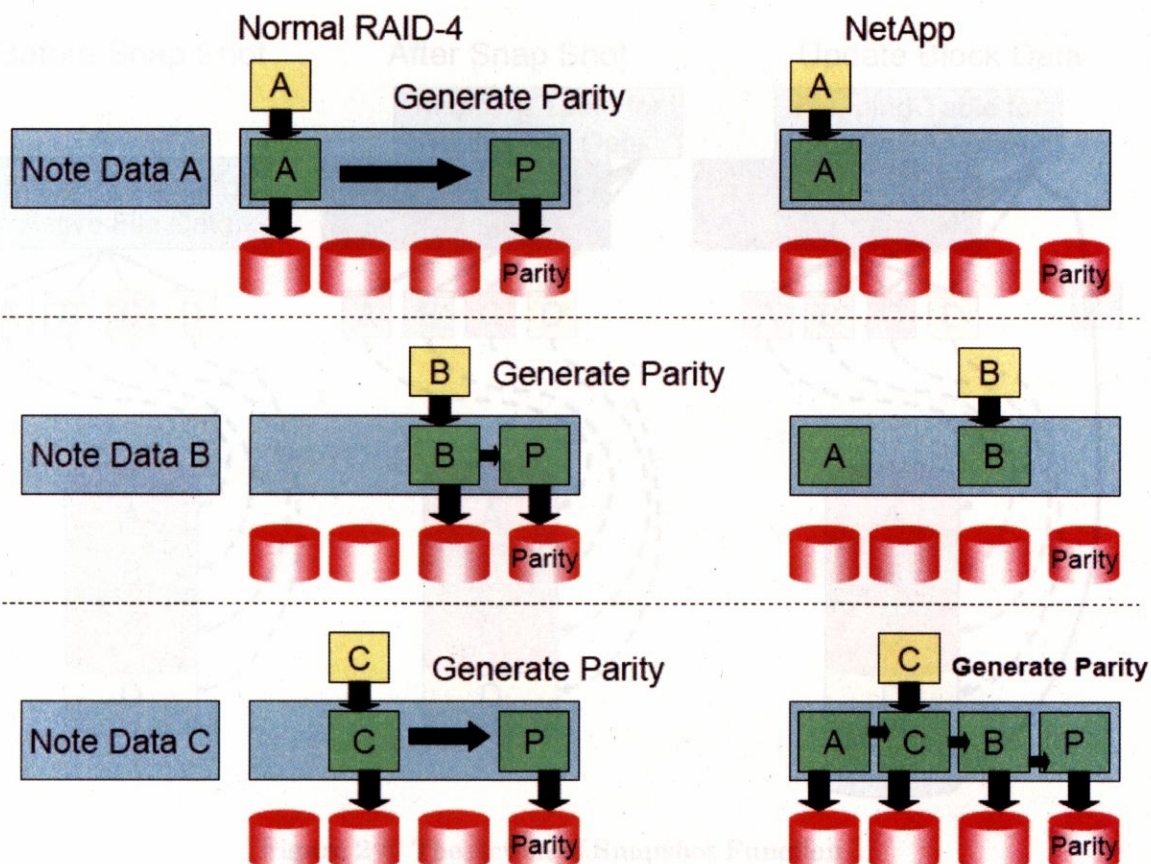 Normal RAID-4
NetApp
A
Generate Parity
A
Note Data A
A
P
A
Parity
Parity
B
Generate Parity
B
Note Data B
B
P
A
B
Parity
Parity
C
Generate Parity
C
Generate Parity
Note Data C
C
P
A
C
B
P
Parity
Parity